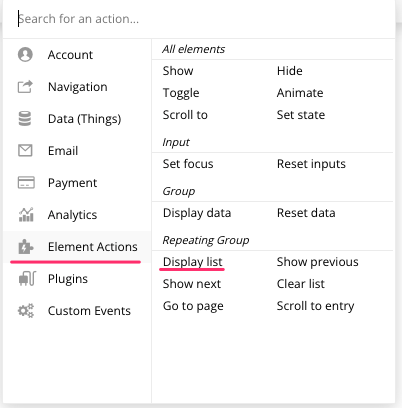 Search for an action...
Account
Navigation
Data (Things)
Email
Payment
Analytics
Element Actions
Plugins
Custom Events
All elements
Show Hide
Toggle Animate
Scroll to Set state
Input
Set focus Reset inputs
Group
Display data Reset data
Repeating Group
Display list Show previous
Show next Clear list
Go to page Scroll to entry